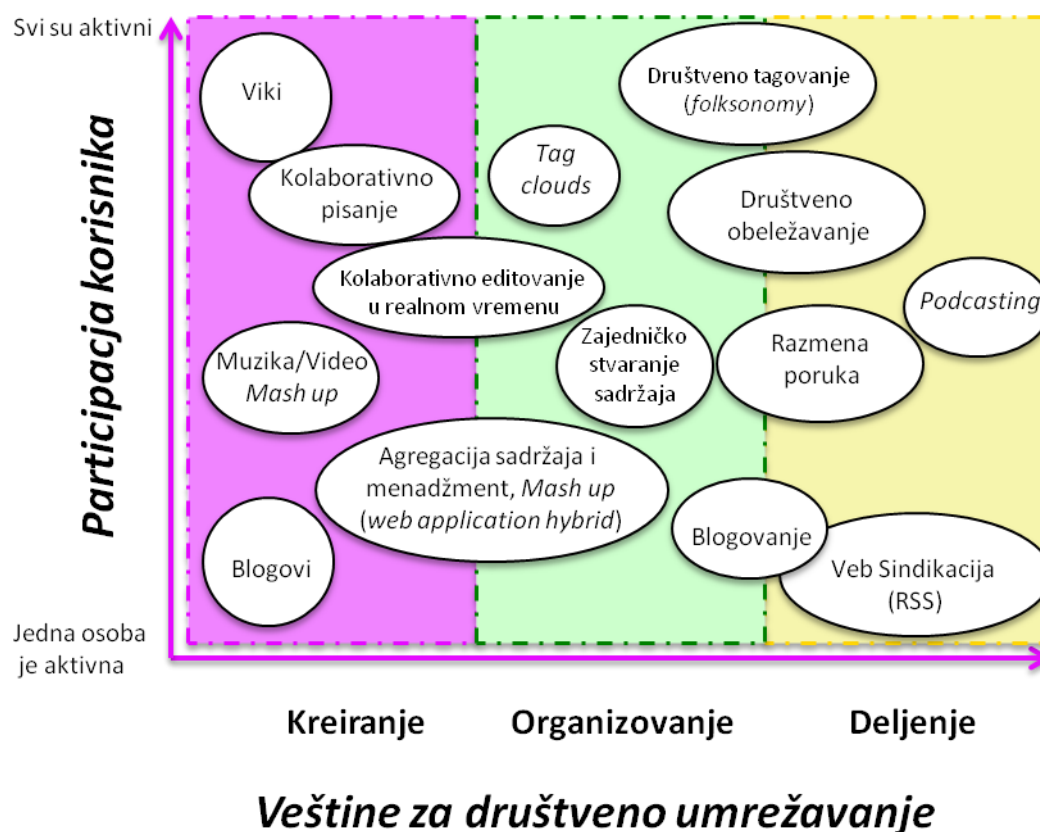 Svi su aktivni
Viki
Društveno tagovanje
(folksonomy)
Tag
clouds
Kolaborativno
pisanje
Društveno
obeležavanje
Kolaborativno editovanje
u realnom vremenu
Podcasting
Zajedničko
stvaranje
sadržaja
Razmena
poruka
Muzika/Video
Mash up
Agregacija sadržaja i
menadžment, Mash up
(web application hybrid)
Blogovi
Blogovanje
Veb Sindikacija
(RSS)
Participacja korisnika
Jedna osoba
je aktivna
Kreiranje
Organizovanje
Deljenje
Veštine za društveno umrežavanje